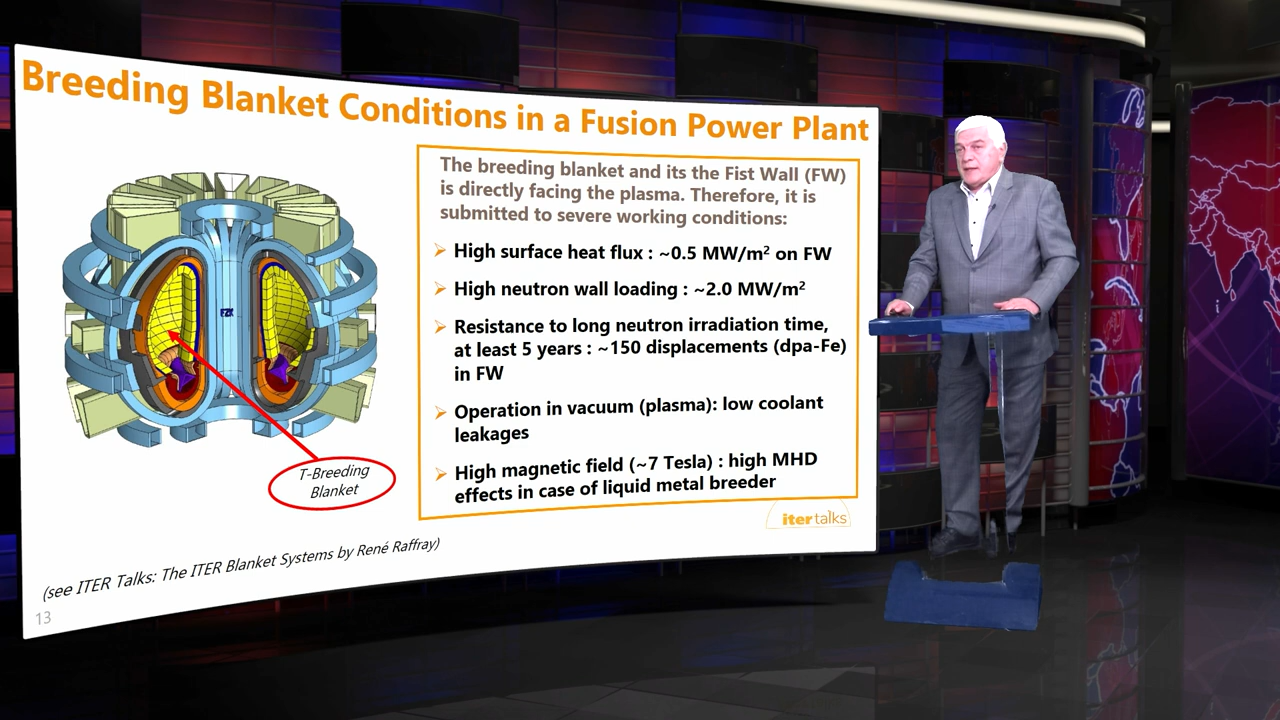 Breeding Blanket Conditions in a Fusion Power Plant
The breeding blanket and its the Fist Wall (FW)
is directly facing the plasma. Therefore, it is
submitted to severe working conditions:
High surface heat flux : ~0.5 MW/m² on FW
High neutron wall loading : ~2.0 MW/m²
Resistance to long neutron irradiation time,
at least 5 years : ~150 displacements (dpa-Fe)
in FW
Operation in vacuum (plasma): low coolant
leakages
High magnetic field (~7 Tesla) : high MHD
effects in case of liquid metal breeder
FZK
T-Breeding
Blanket
itertalks
(see ITER Talks: The ITER Blanket Systems by René Raffray)
13